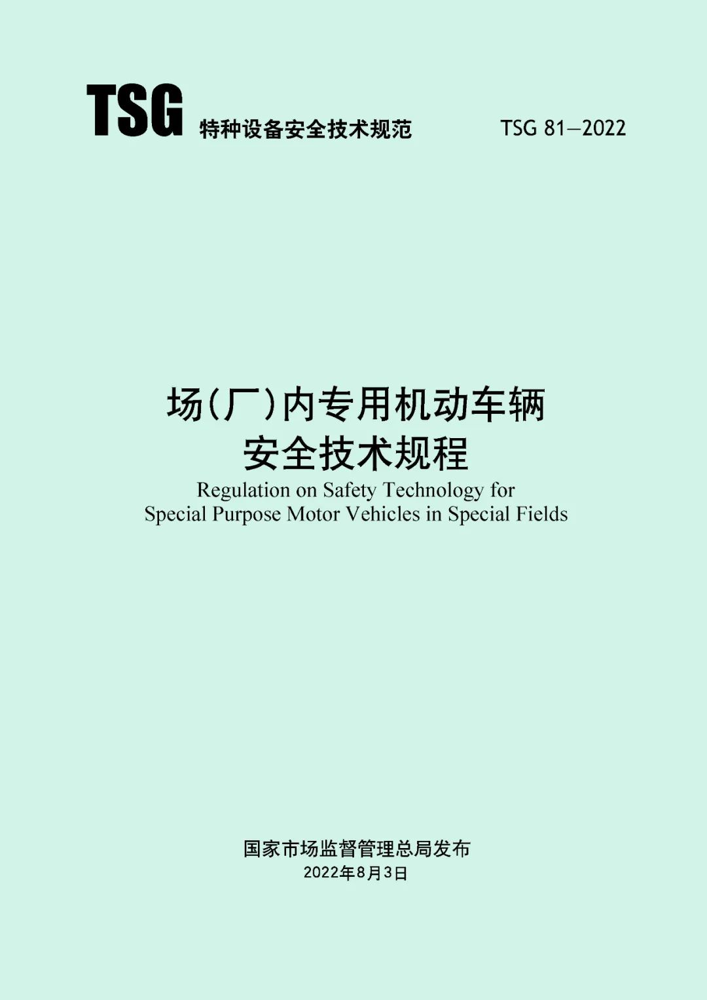 TSG 特种设备安全技术规范 TSG 81—2022
场(厂)内专用机动车辆
安全技术规程
Regulation on Safety Technology for
Special Purpose Motor Vehicles in Special Fields
国家市场监督管理总局发布
2022年8月3日